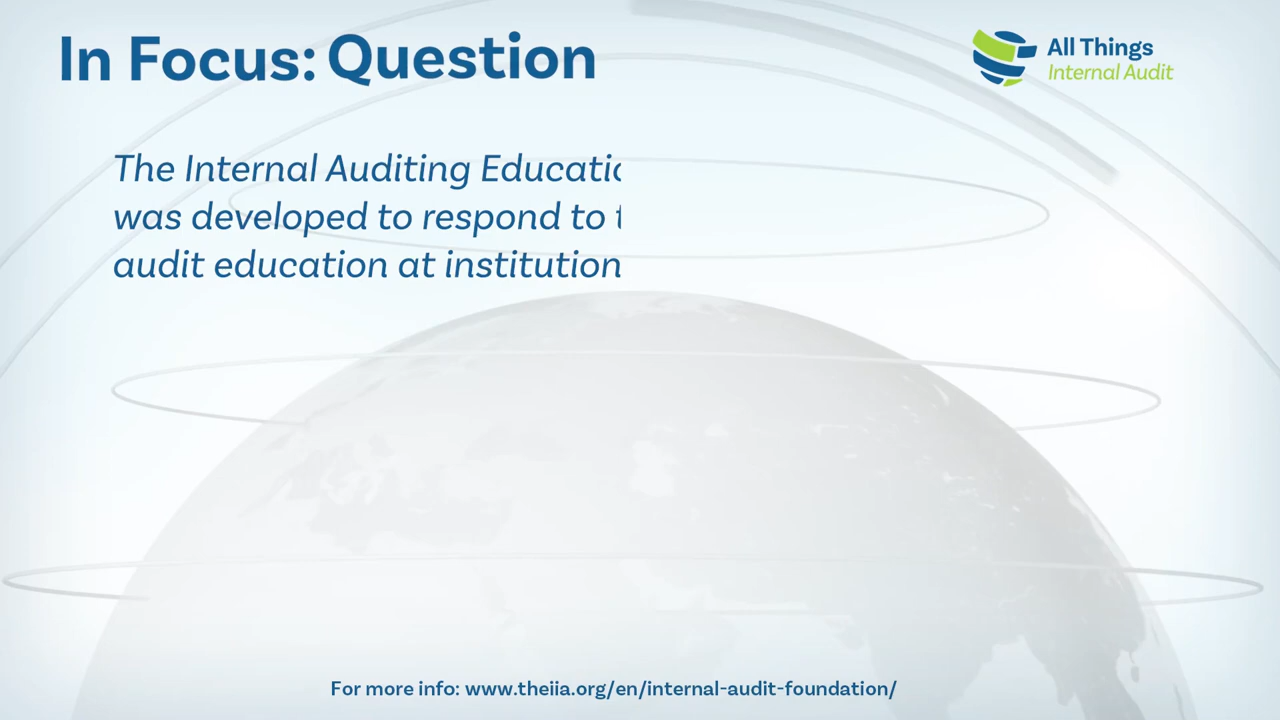 In Focus: Question
All Things
Internal Audit
The Internal Auditing
was developed to respond to
audit education at institution
For more info: www.theiia.org/en/internal-audit-foundation/